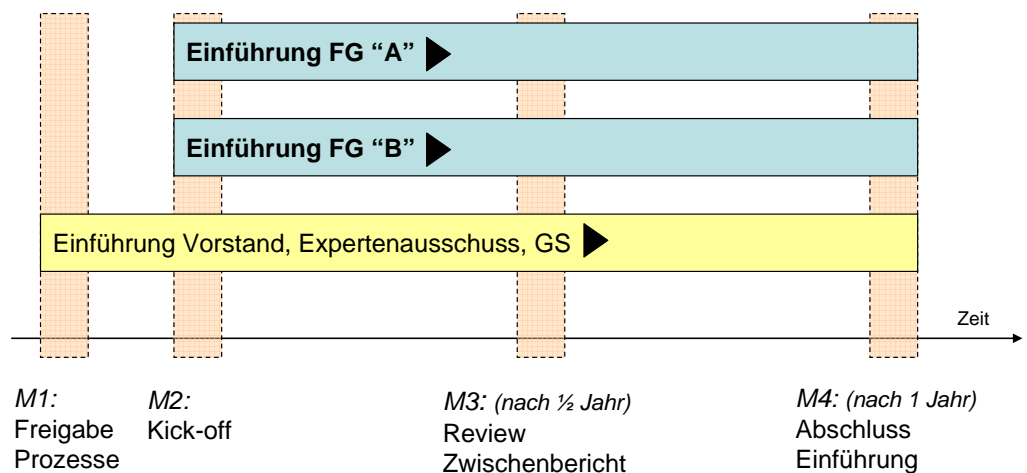 Einführung FG “A”
Einführung FG “B”
Einführung Vorstand, Expertenausschuss, GS
Zeit
M1:
Freigabe
Prozesse
M2:
Kick-off
M3: (nach ½ Jahr)
Review
Zwischenbericht
M4: (nach 1 Jahr)
Abschluss
Einführung